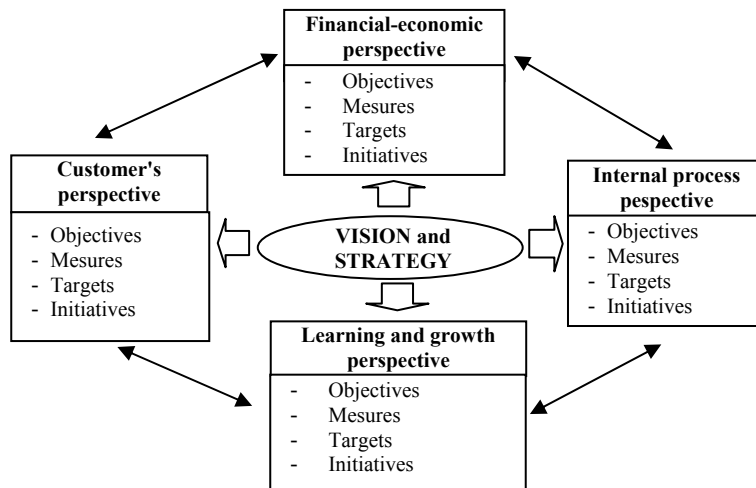 Financial-economic
perspective
- Objectives
- Mesures
- Targets
- Initiatives
Customer's
perspective
- Objectives
- Mesures
- Targets
- Initiatives
VISION and
STRATEGY
Internal process
pespective
- Objectives
- Mesures
- Targets
- Initiatives
Learning and growth
perspective
- Objectives
- Mesures
- Targets
- Initiatives